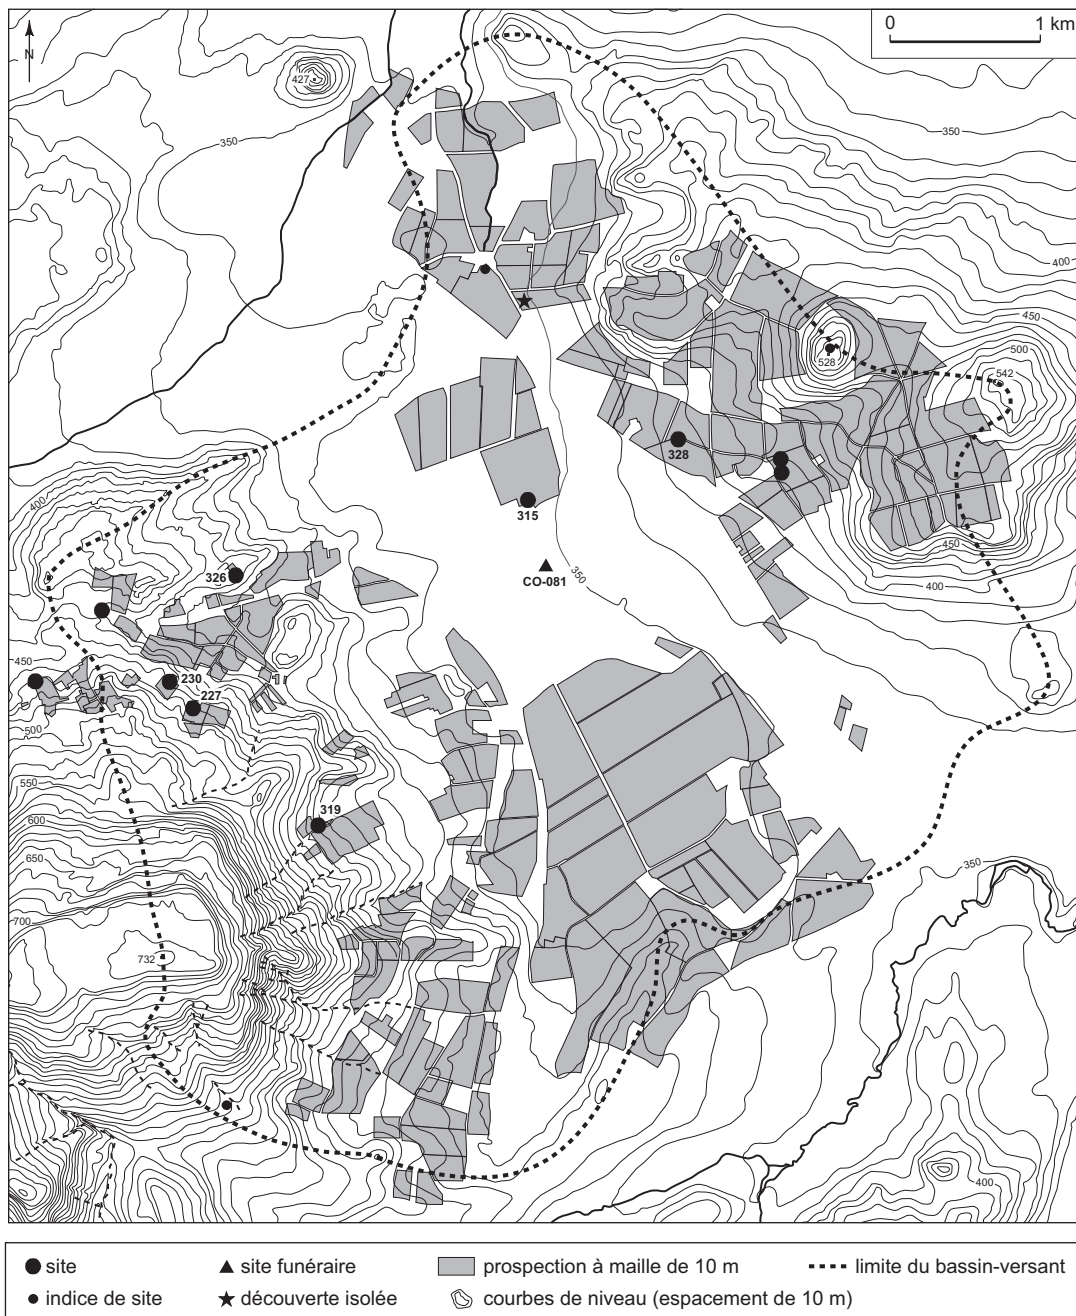 0 1 km
N
427
350
350
400
450
500
542
528
328
315
400
450
400
CO-081
350
326
450
230
227
500
550
319
600
650
350
700
732
400
site
site funéraire
prospection à maille de 10 m
limite du bassin-versant
indice de site
découverte isolée
courbes de niveau (espacement de 10 m)